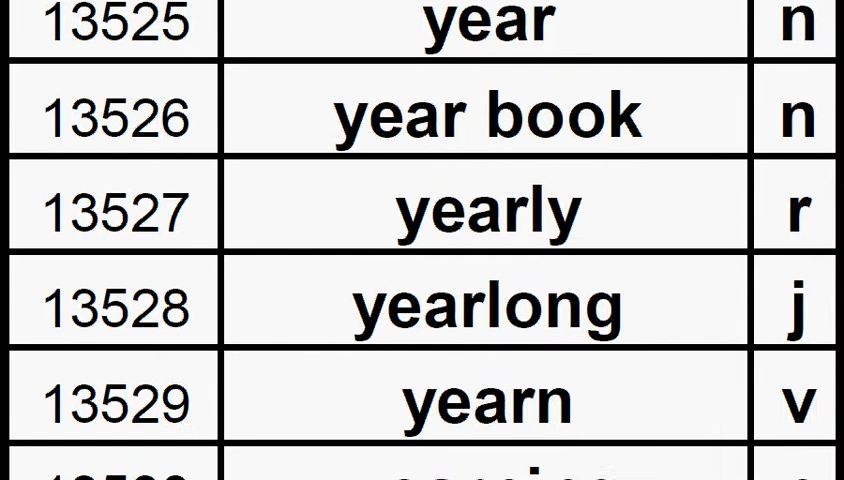 13525 year n
13526 year book n
13527 yearly r
13528 yearlong j
13529 yearn v